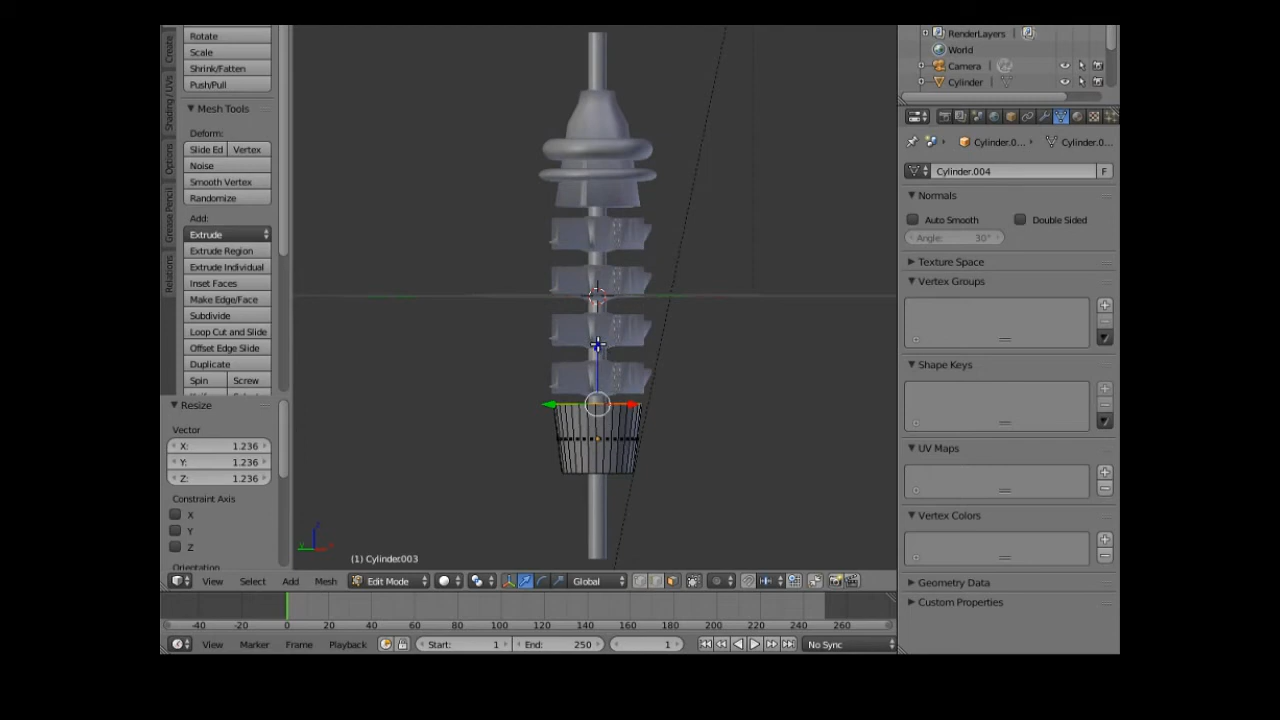 Rotate
Scale
Shrink/Fatten
Push/Pull
Mesh Tools
Deform:
Slide Ed Vertex
Noise
Smooth Vertex
Randomize
Add:
Extrude
Extrude Region
Extrude Individual
Inset Faces
Make Edge/Face
Subdivide
Loop Cut and Slide
Offset Edge Slide
Duplicate
Spin Screw
Resize
Vector
X: 1.236
Y: 1.236
Z: 1.236
Constraint Axis
X
Y
Z
Create
Shading / UVs
Options
Grease Pencil
Relations
(1) Cylinder.003
View Select Add Mesh Edit Mode Global
-40 -20 0 20 40 60 80 100 120 140 160 180 200 220 240 260
View Marker Frame Playback Start: 1 End: 250 1 No Sync
RenderLayers
World
Camera
Cylinder
Cylinder.0... Cylinder.0...
Cylinder.004 F
Normals
Auto Smooth Double Sided
Angle: 30°
Texture Space
Vertex Groups
Shape Keys
UV Maps
Vertex Colors
Geometry Data
Custom Properties